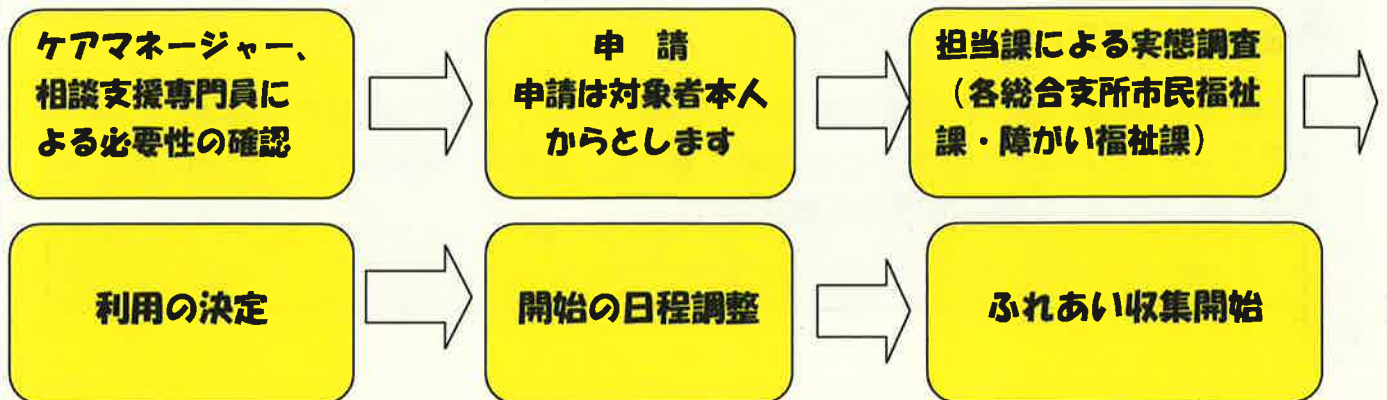 ケアマネージャー、
相談支援専門員に
よる必要性の確認
申　請
申請は対象者本人
からとします
担当課による実態調査
（各総合支所市民福祉
課・障がい福祉課）
利用の決定
開始の日程調整
ふれあい収集開始